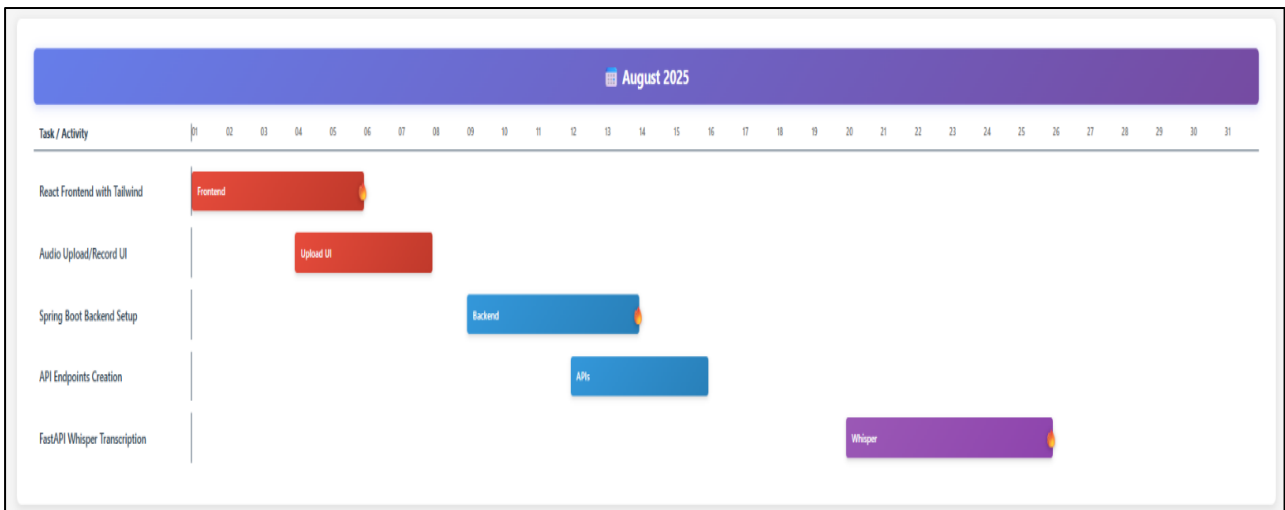 August 2025
Task / Activity 01 02 03 04 05 06 07 08 09 10 11 12 13 14 15 16 17 18 19 20 21 22 23 24 25 26 27 28 29 30 31
React Frontend with Tailwind Frontend
Audio Upload/Record UI Upload UI
Spring Boot Backend Setup Backend
API Endpoints Creation APIs
FastAPI Whisper Transcription Whisper